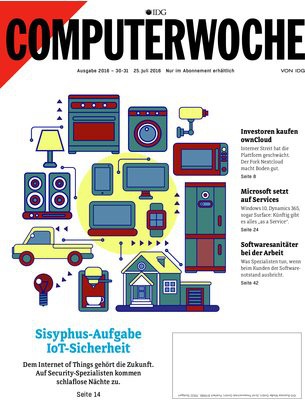 IDG
COMPUTERWOCHE
Ausgabe 2016 – 30-31 25. Juli 2016 Nur im Abonnement erhältlich
VON IDG
Investoren kaufen
ownCloud
Interner Streit hat die
Plattform geschwächt.
Der Fork Nextcloud
macht Boden gut.
Seite 8
Microsoft setzt
auf Services
Windows 10, Dynamics 365,
sogar Surface: Künftig gibt
es alles „as a Service“.
Seite 24
Softwaresanitäter
bei der Arbeit
Was Spezialisten tun, wenn
beim Kunden der Software-
notstand ausbricht.
Seite 42
Sisyphus-Aufgabe
IoT-Sicherheit
Dem Internet of Things gehört die Zukunft.
Auf Security-Spezialisten kommen
schlaflose Nächte zu.
Seite 14